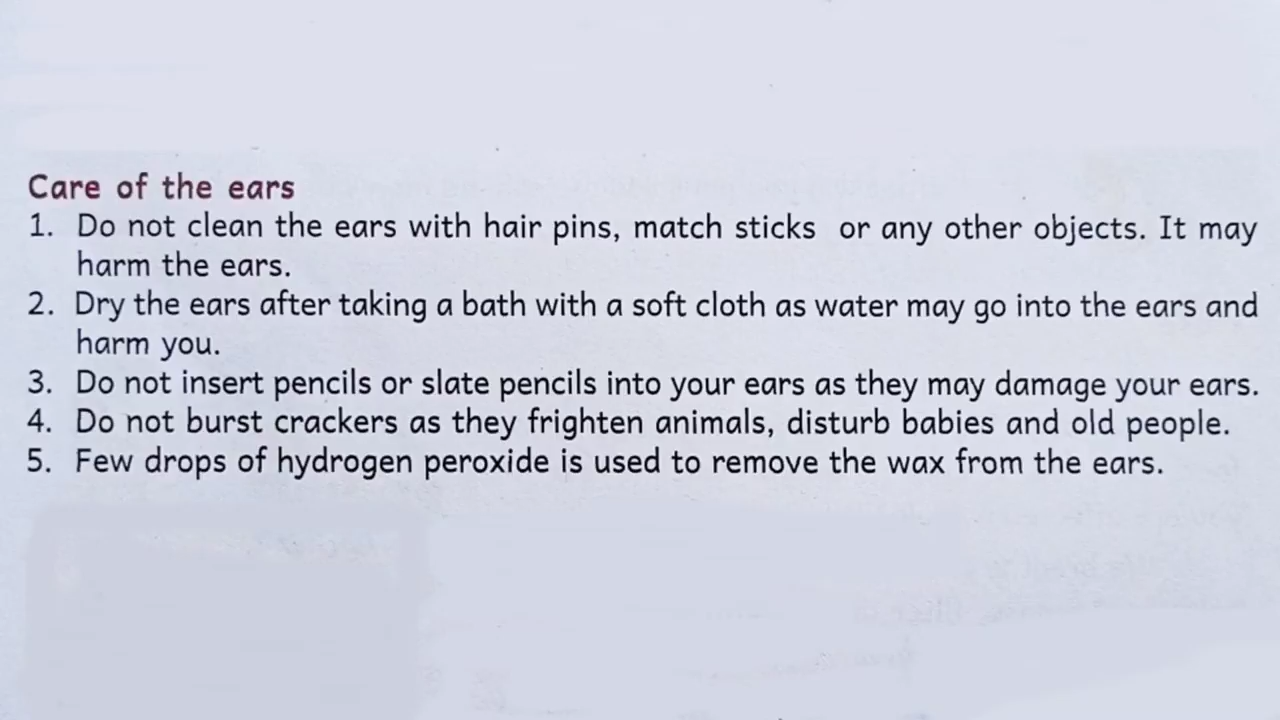 Care of the ears
1. Do not clean the ears with hair pins, match sticks or any other objects. It may
harm the ears.
2. Dry the ears after taking a bath with a soft cloth as water may go into the ears and
harm you.
3. Do not insert pencils or slate pencils into your ears as they may damage your ears.
4. Do not burst crackers as they frighten animals, disturb babies and old people.
5. Few drops of hydrogen peroxide is used to remove the wax from the ears.